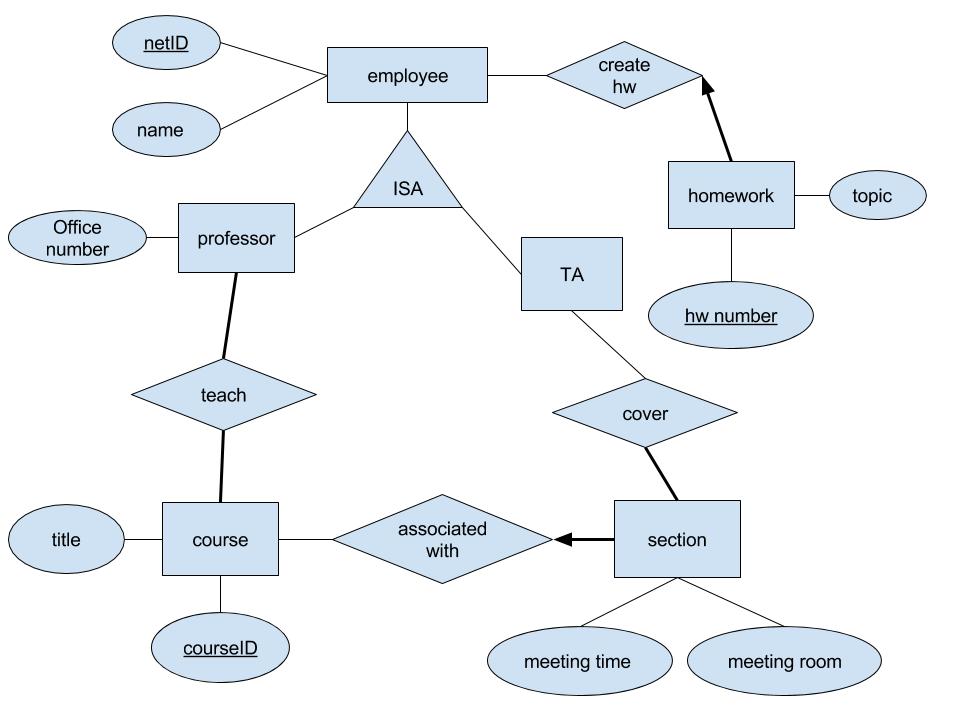 netID
employee
create
hw
name
ISA
homework
topic
Office
number
professor
TA
hw number
teach
cover
title
course
associated
with
section
courseID
meeting time
meeting room